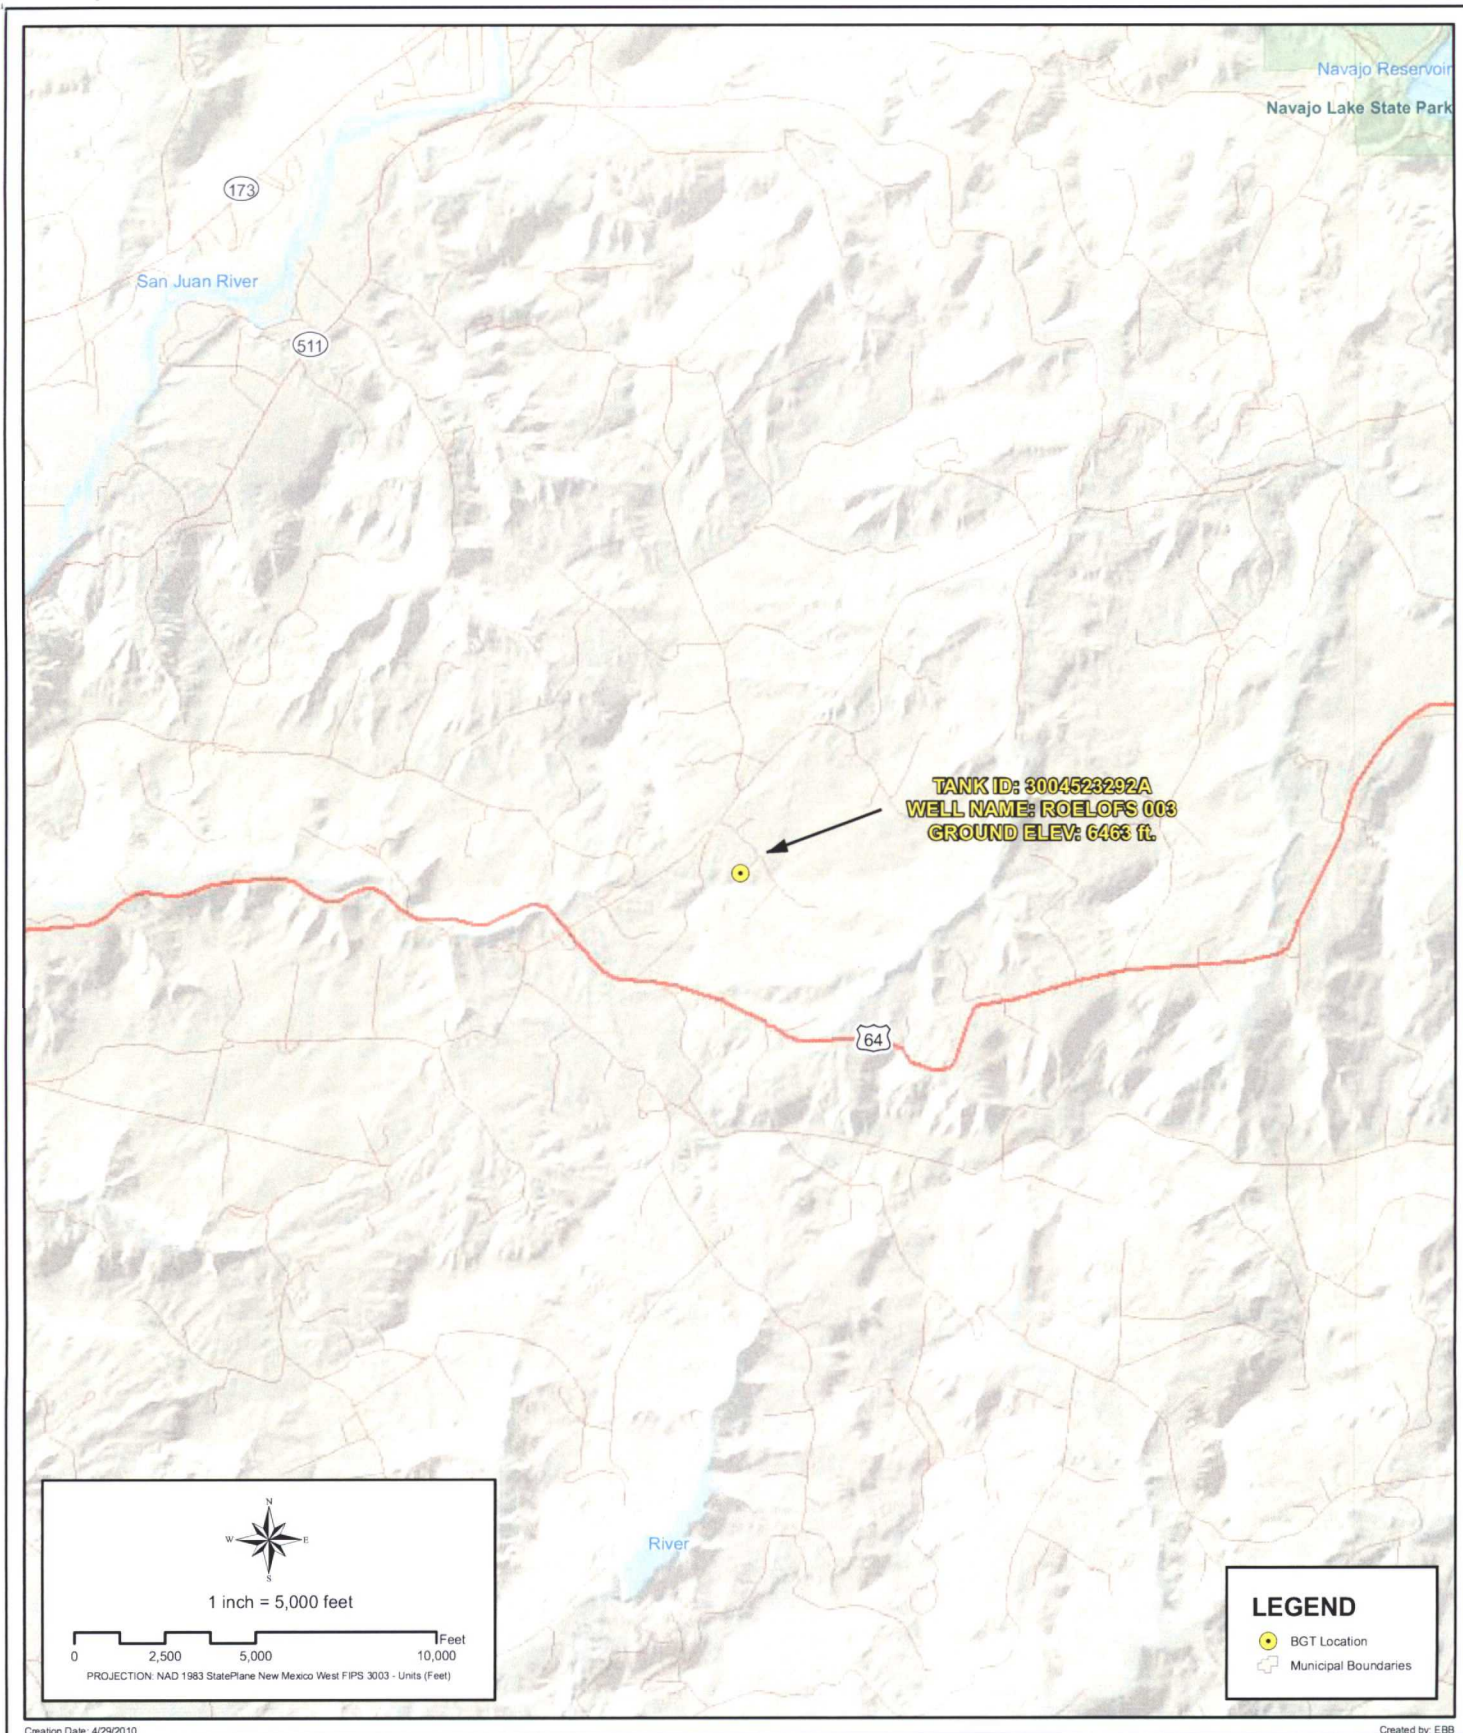 Navajo Reservoir
Navajo Lake State Park
173
San Juan River
511
TANK ID: 3004523292A
WELL NAME: ROELOFS 003
GROUND ELEV: 6463 ft.
64
River
N
W E
S
1 inch = 5,000 feet
Feet
0 2,500 5,000 10,000
PROJECTION: NAD 1983 StatePlane New Mexico West FIPS 3003 - Units (Feet)
LEGEND
BGT Location
Municipal Boundaries
Creation Date: 4/29/2010
Created by: EBB